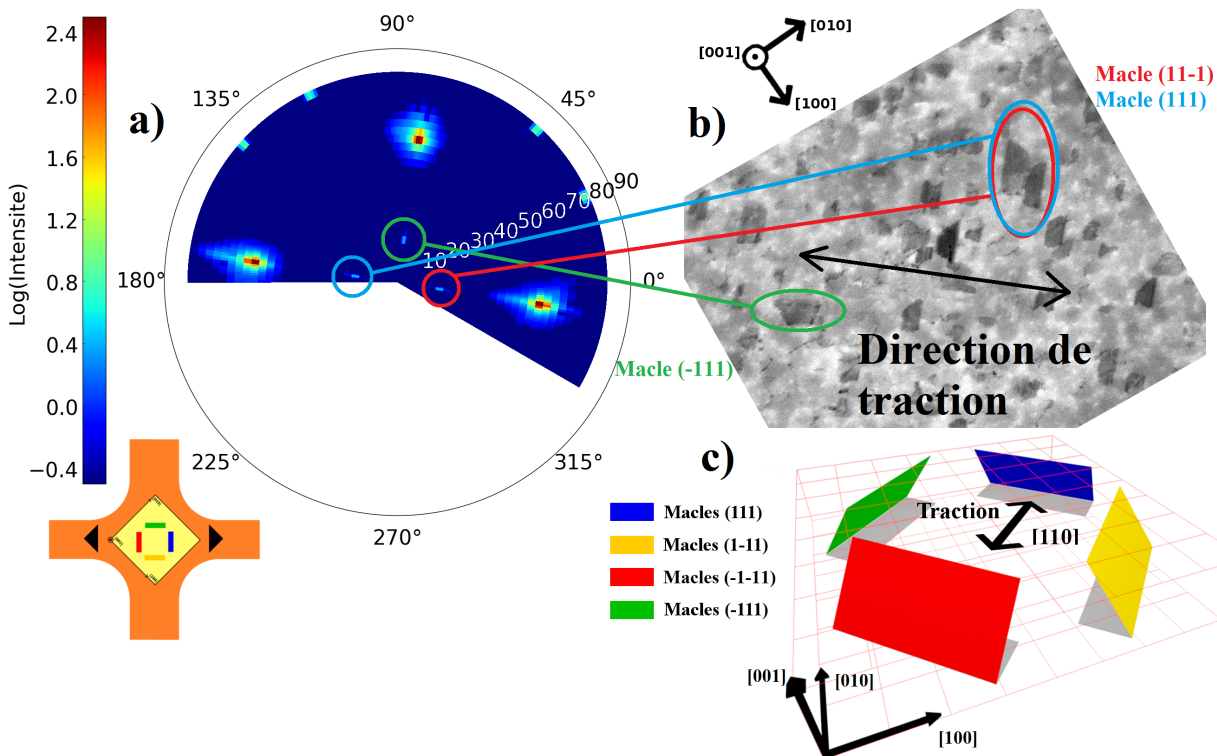 2.4
2.0
1.6
1.2
0.8
0.4
0.0
−0.4
Log(Intensite)
a)
0°
45°
90°
135°
180°
225°
270°
315°
10
20
30
40
50
60
70
80
90
b)
[010]
[001]
[100]
Macle (11-1)
Macle (111)
Macle (-111)
Direction de
traction
c)
Macles (111)
Macles (1-11)
Macles (-1-11)
Macles (-111)
Traction
[110]
[001]
[010]
[100]